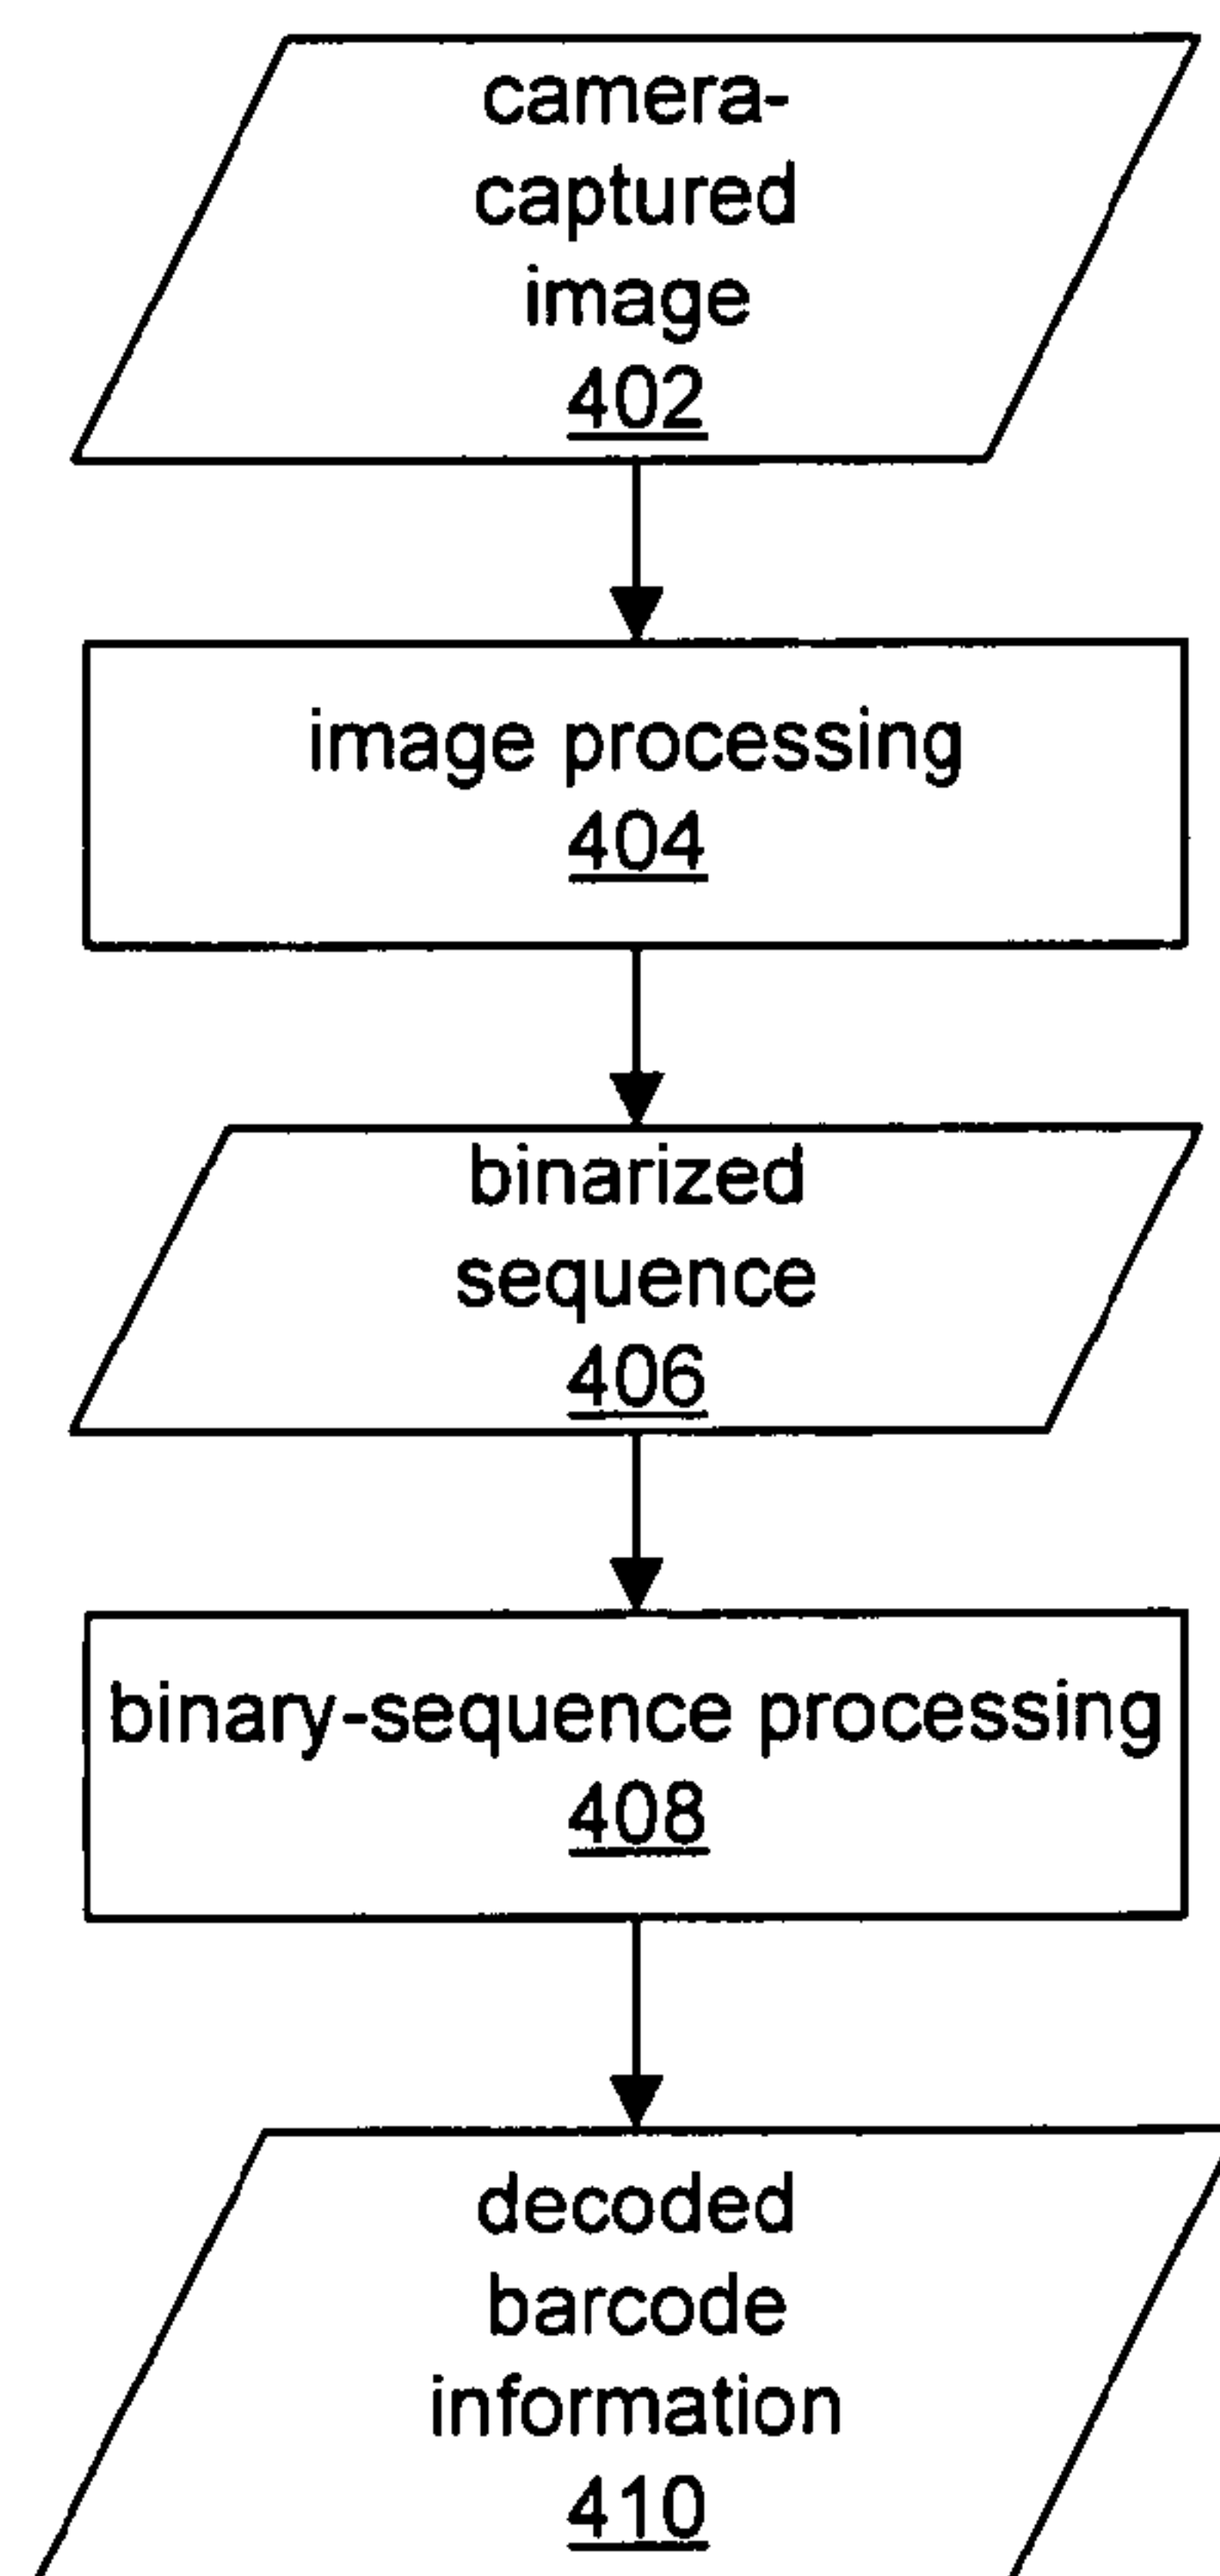 camera-
captured
image
402
image processing
404
binarized
sequence
406
binary-sequence processing
408
decoded
barcode
information
410